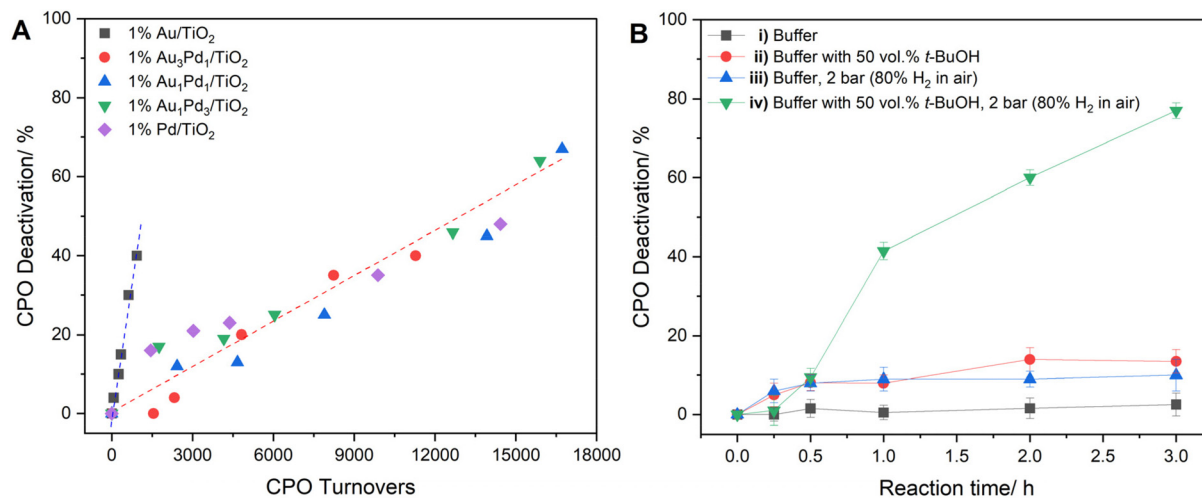 A
1% Au/TiO₂
1% Au₃Pd₁/TiO₂
1% Au₁Pd₁/TiO₂
1% Au₁Pd₃/TiO₂
1% Pd/TiO₂
100
80
60
40
20
0
CPO Deactivation/ %
0 3000 6000 9000 12000 15000 18000
CPO Turnovers
B
i) Buffer
ii) Buffer with 50 vol.% t-BuOH
iii) Buffer, 2 bar (80% H₂ in air)
iv) Buffer with 50 vol.% t-BuOH, 2 bar (80% H₂ in air)
100
80
60
40
20
0
CPO Deactivation/ %
0.0 0.5 1.0 2.0 3.0
Reaction time/ h